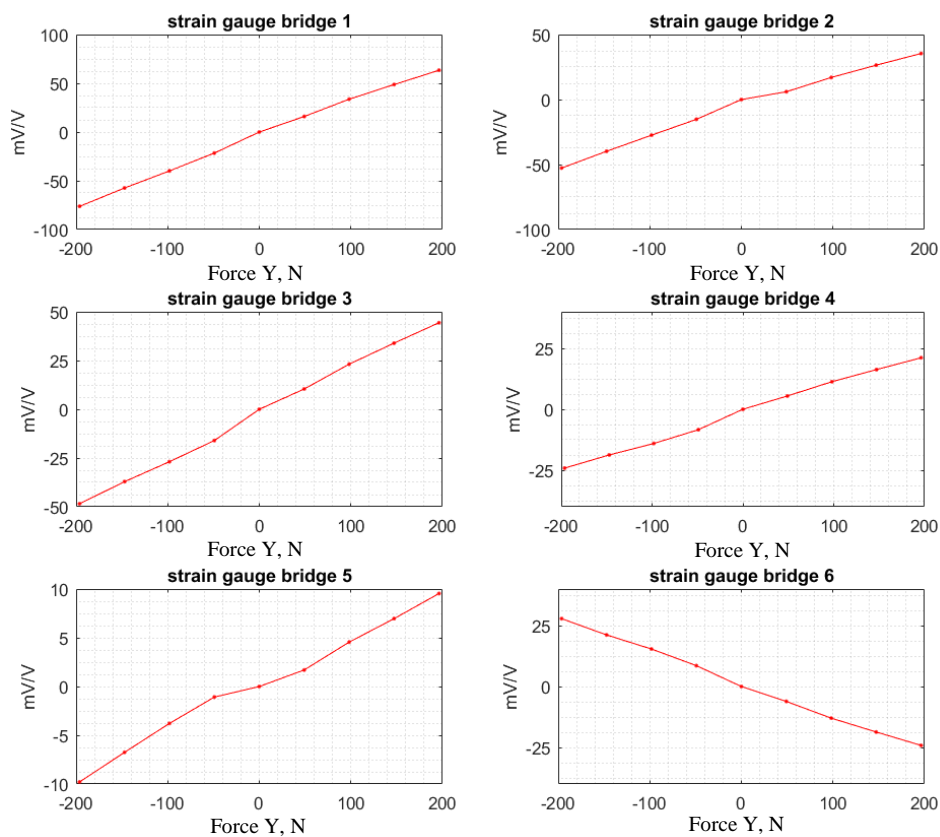 strain gauge bridge 1
100
50
0
-50
-100
mV/V
-200 -100 0 100 200
Force Y, N
strain gauge bridge 2
50
0
-50
-100
mV/V
-200 -100 0 100 200
Force Y, N
strain gauge bridge 3
50
25
0
-25
-50
mV/V
-200 -100 0 100 200
Force Y, N
strain gauge bridge 4
25
0
-25
mV/V
-200 -100 0 100 200
Force Y, N
strain gauge bridge 5
10
5
0
-5
-10
mV/V
-200 -100 0 100 200
Force Y, N
strain gauge bridge 6
25
0
-25
mV/V
-200 -100 0 100 200
Force Y, N